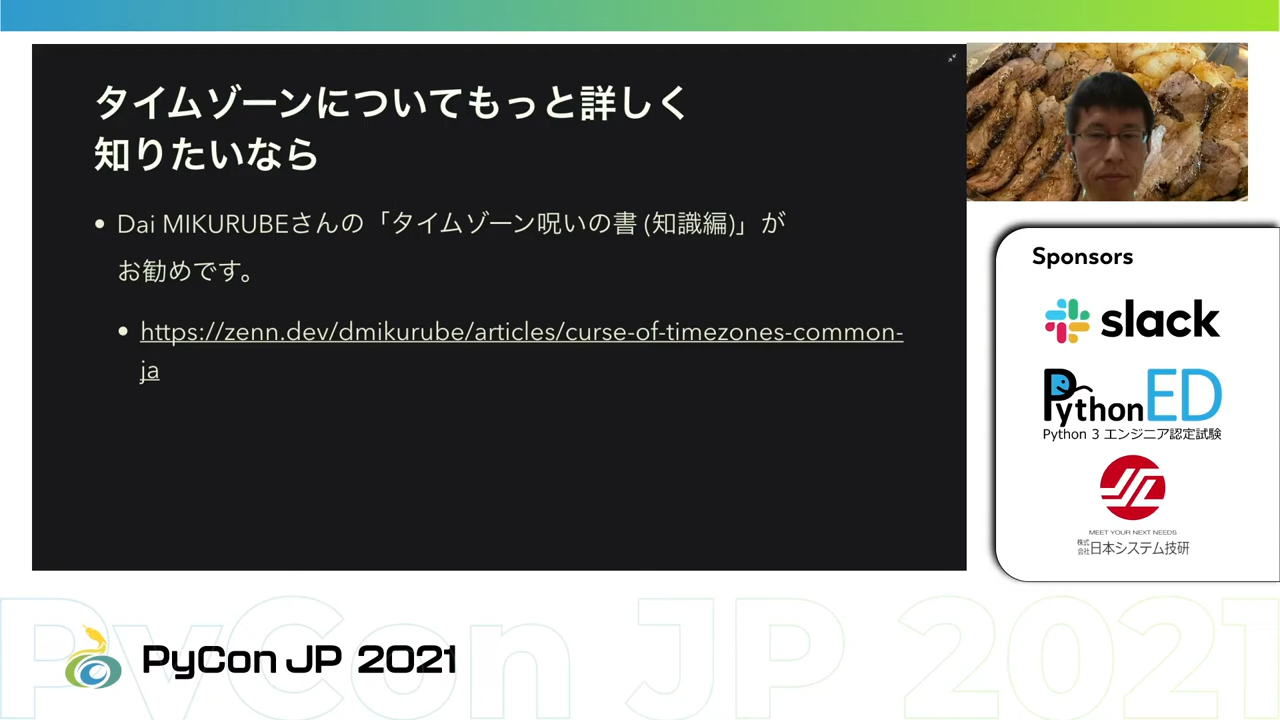 タイムゾーンについてもっと詳しく
知りたいなら
• Dai MIKURUBEさんの「タイムゾーン呪いの書 (知識編)」が
お勧めです。
• https://zenn.dev/dmikurube/articles/curse-of-timezones-common-
ja
Sponsors
slack
PythonED
Python 3 エンジニア認定試験
MEET YOUR NEXT NEEDS
株式会社日本システム技研
PyCon JP 2021
PyCon JP 2021